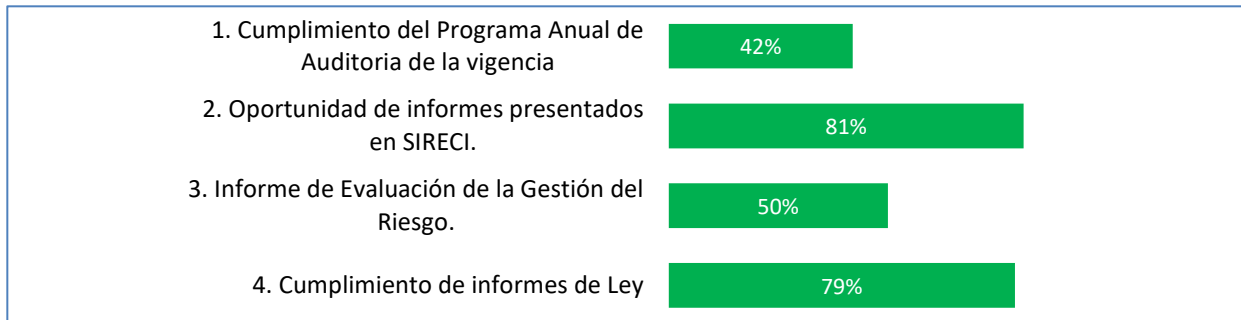 1. Cumplimiento del Programa Anual de
Auditoria de la vigencia
42%
2. Oportunidad de informes presentados
en SIRECI.
81%
3. Informe de Evaluación de la Gestión del
Riesgo.
50%
4. Cumplimiento de informes de Ley
79%